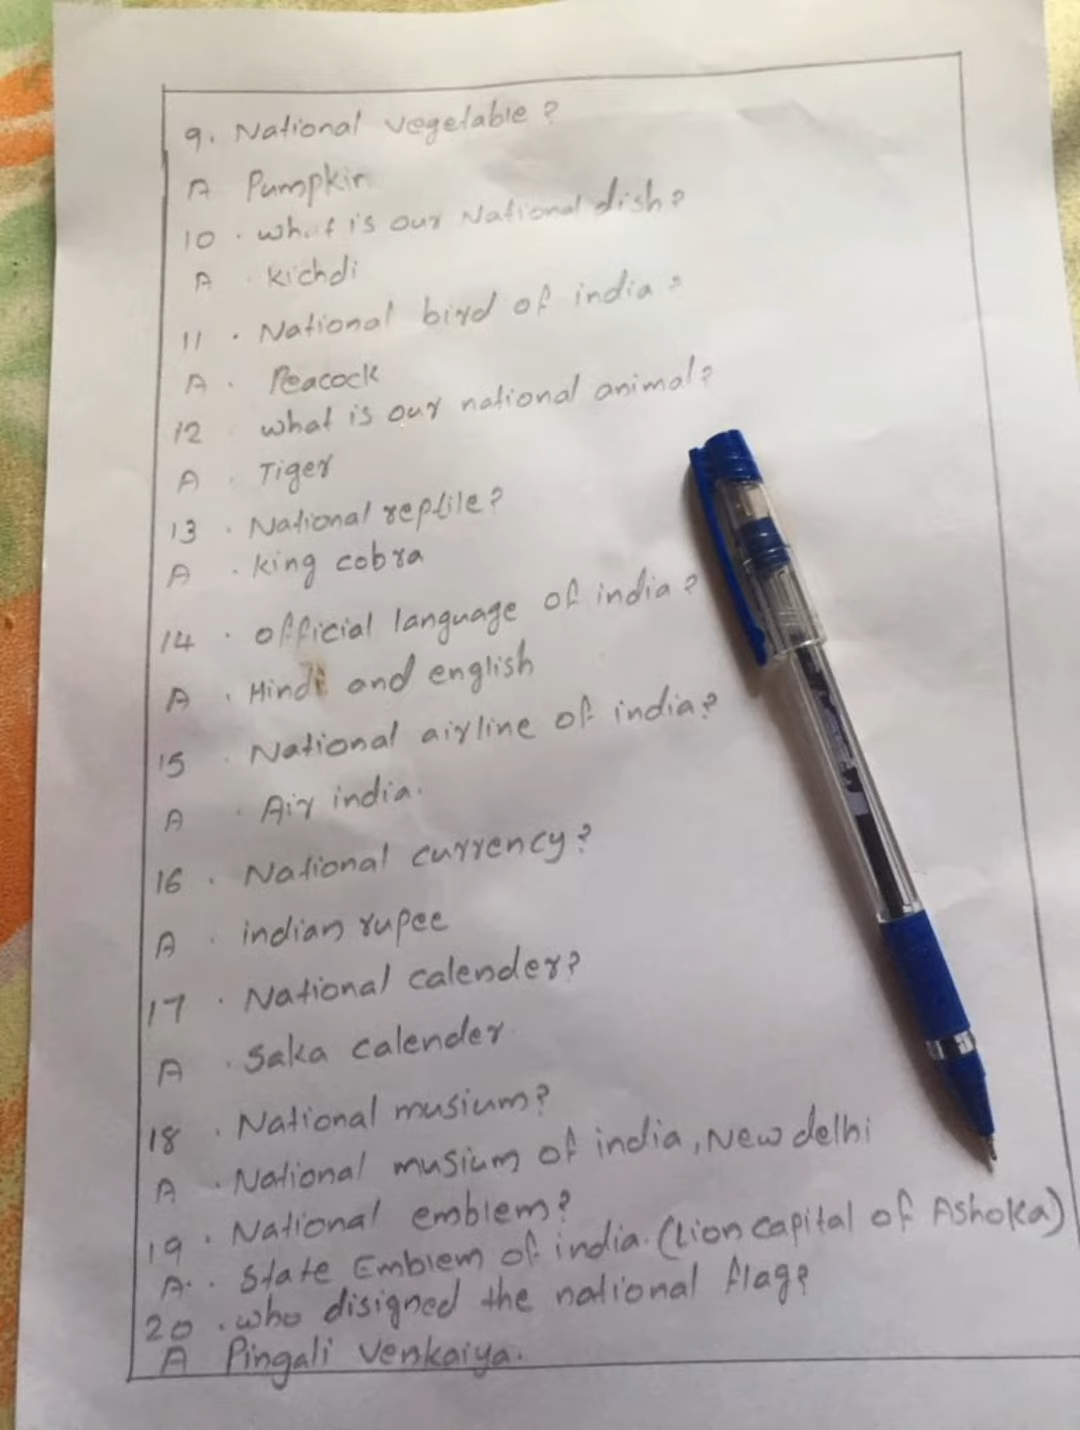 9. National vegetable?
A Pumpkin
10. what is our National dish?
A kichdi
11. National bird of india?
A. Peacock
12 what is our national animal?
A. Tiger
13. National reptile?
A. king cobra
14. official language of india?
A. Hindi and english
15 National airline of india?
A. Air india.
16. National currency?
A. indian rupee
17. National calender?
A. Saka calender
18. National musium?
A. National musium of india, New delhi
19. National emblem?
A. State Emblem of india. (Lion capital of Ashoka)
20. who disigned the national flag?
A Pingali Venkaiya.